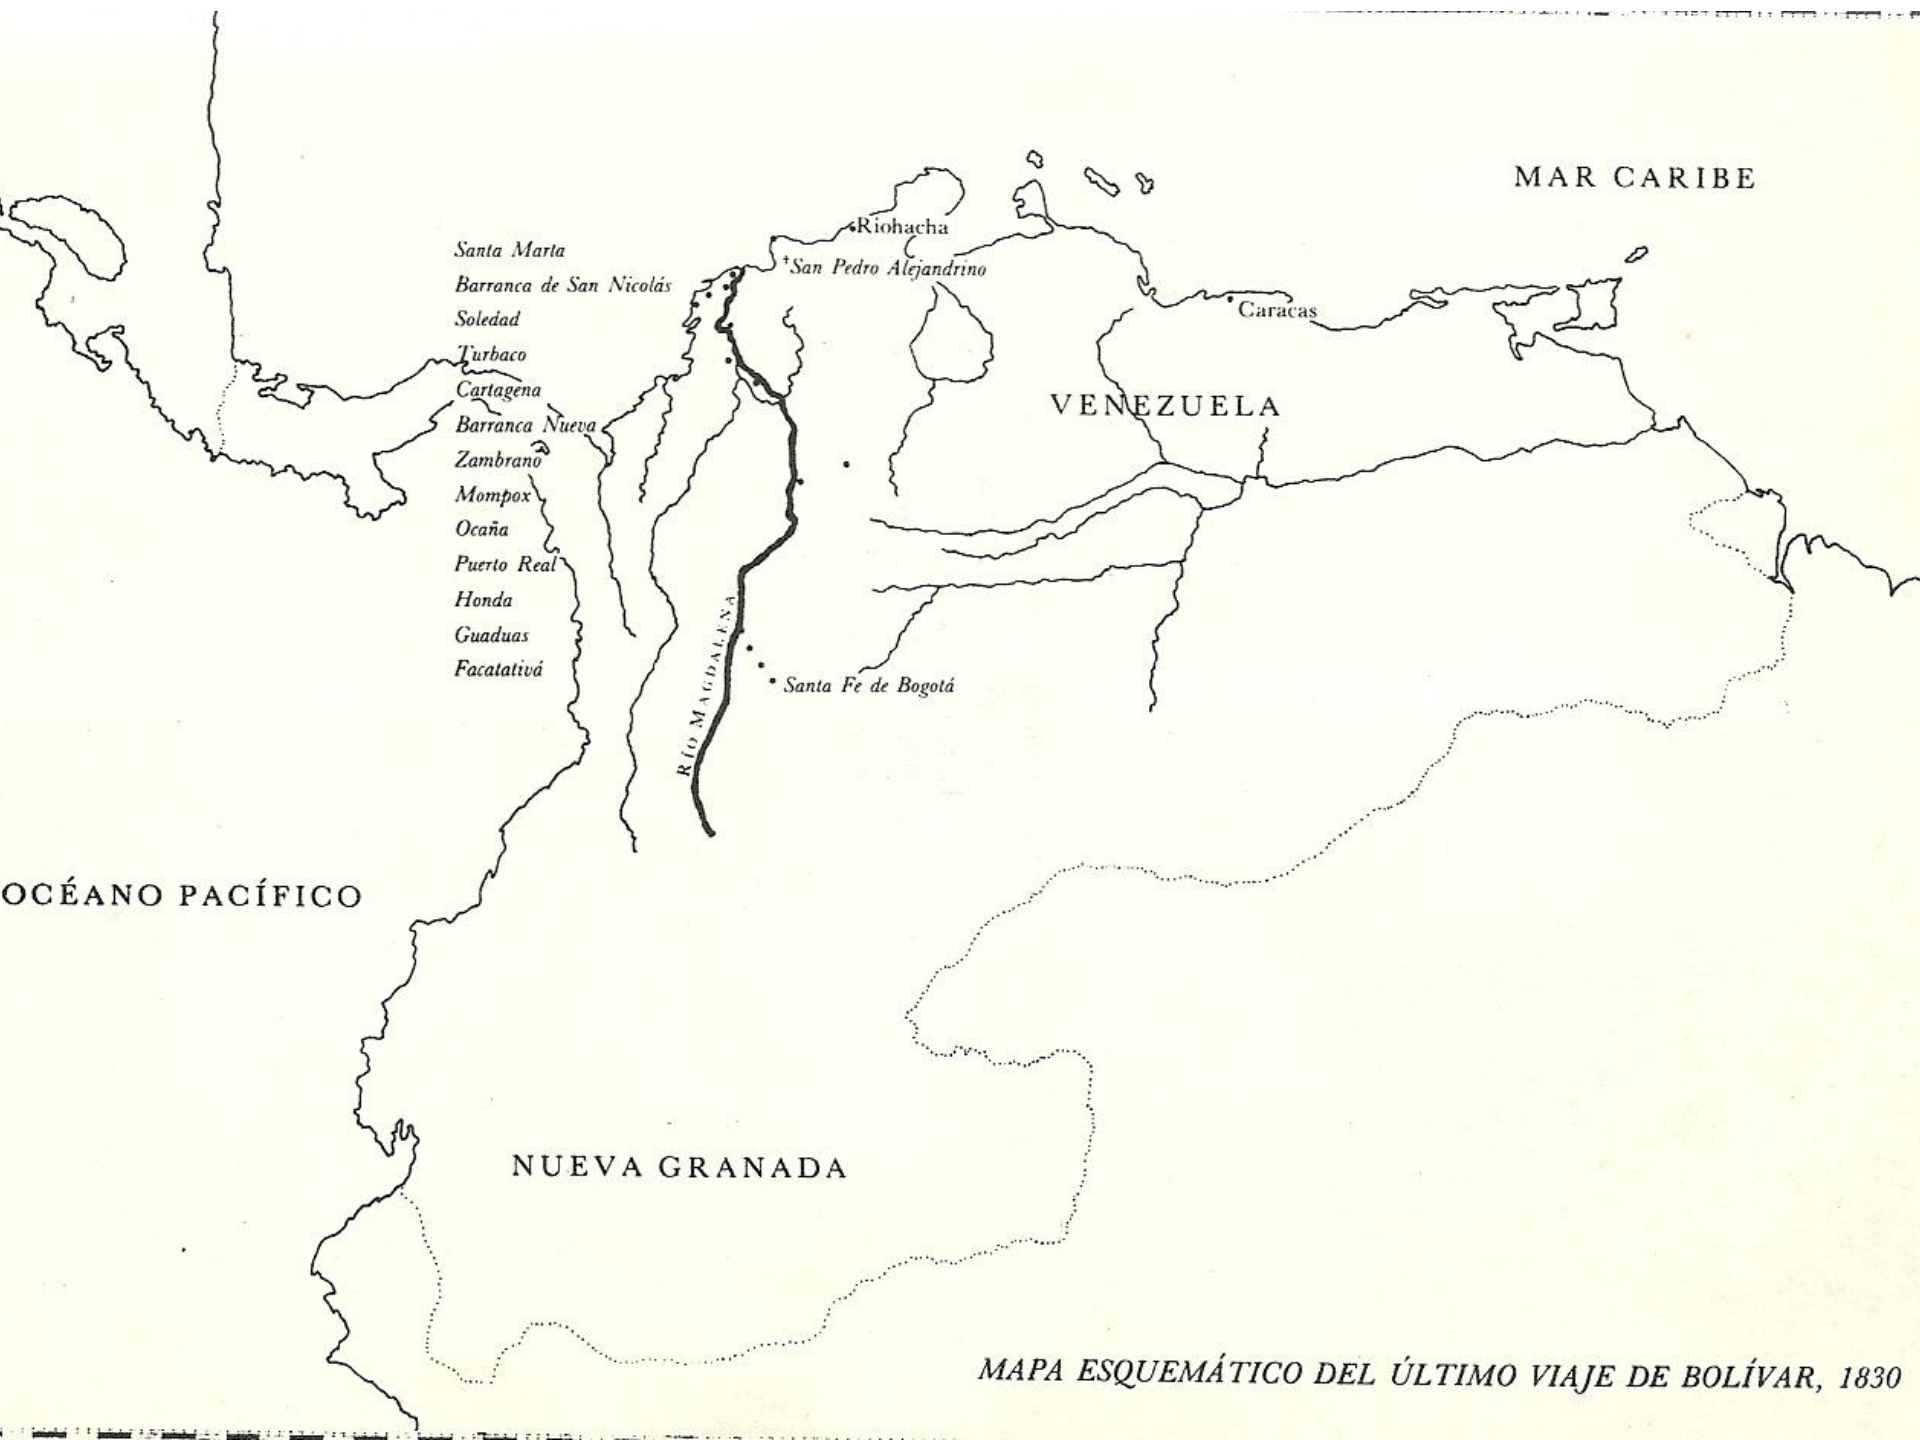 MAR CARIBE
Riohacha
Santa Marta
†San Pedro Alejandrino
Barranca de San Nicolás
Caracas
Soledad
Turbaco
Cartagena
VENEZUELA
Barranca Nueva
Zambrano
Mompox
Ocaña
Puerto Real
Honda
Guaduas
Facatativá
RÍO MAGDALENA
Santa Fe de Bogotá
OCÉANO PACÍFICO
NUEVA GRANADA
MAPA ESQUEMÁTICO DEL ÚLTIMO VIAJE DE BOLÍVAR, 1830